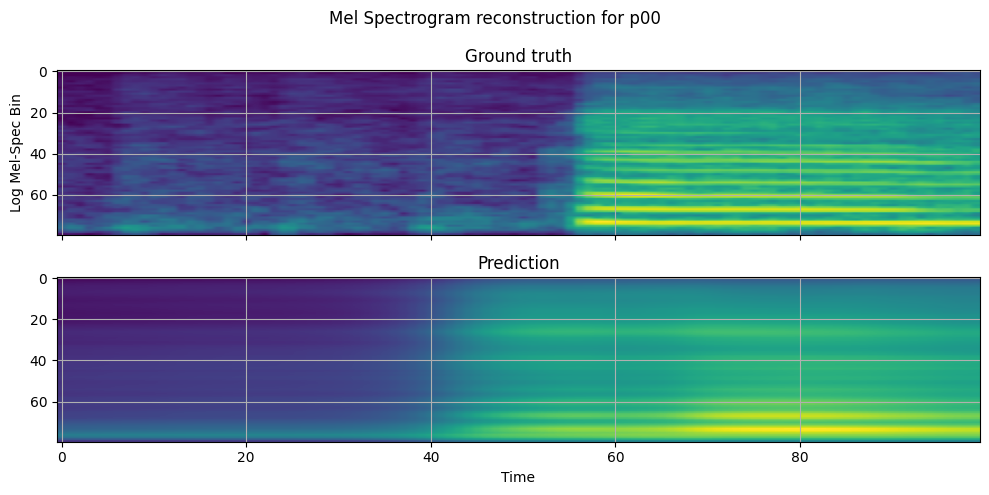 Mel Spectrogram reconstruction for p00
Ground truth
0
20
40
60
Log Mel-Spec Bin
Prediction
0
20
40
60
0 20 40 60 80
Time